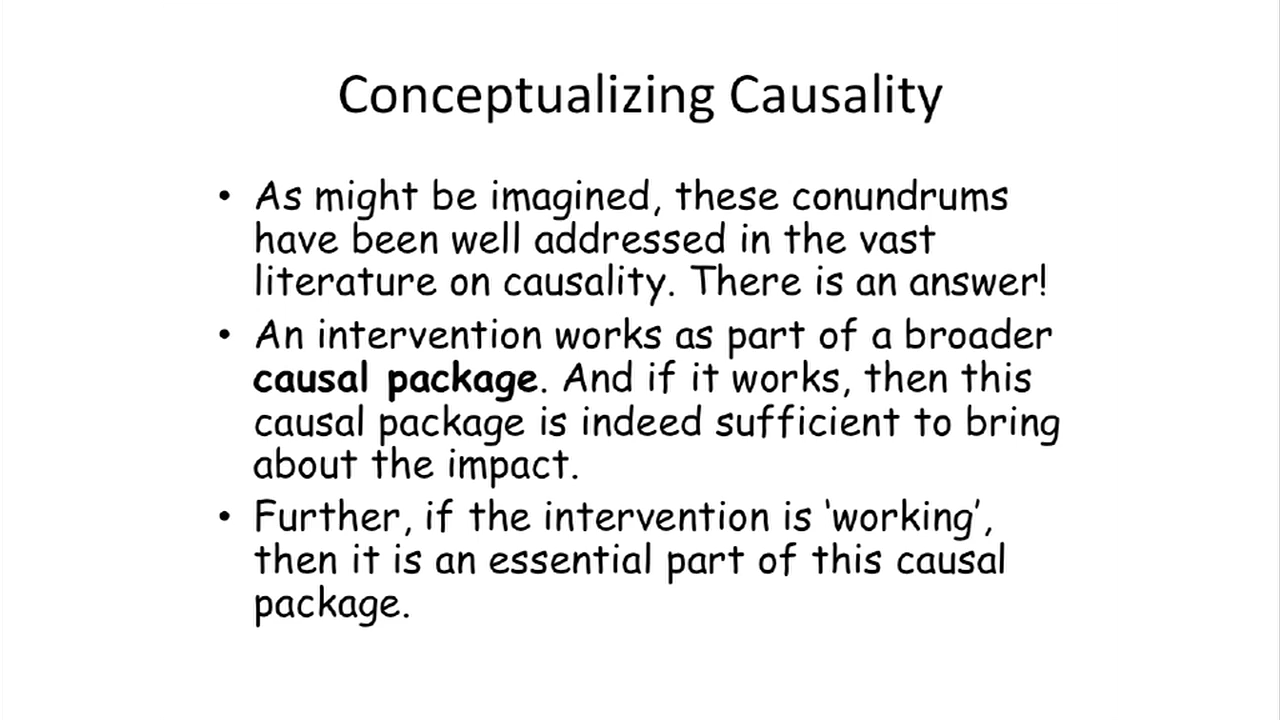 Conceptualizing Causality
• As might be imagined, these conundrums
have been well addressed in the vast
literature on causality. There is an answer!
• An intervention works as part of a broader
causal package. And if it works, then this
causal package is indeed sufficient to bring
about the impact.
• Further, if the intervention is ‘working’,
then it is an essential part of this causal
package.